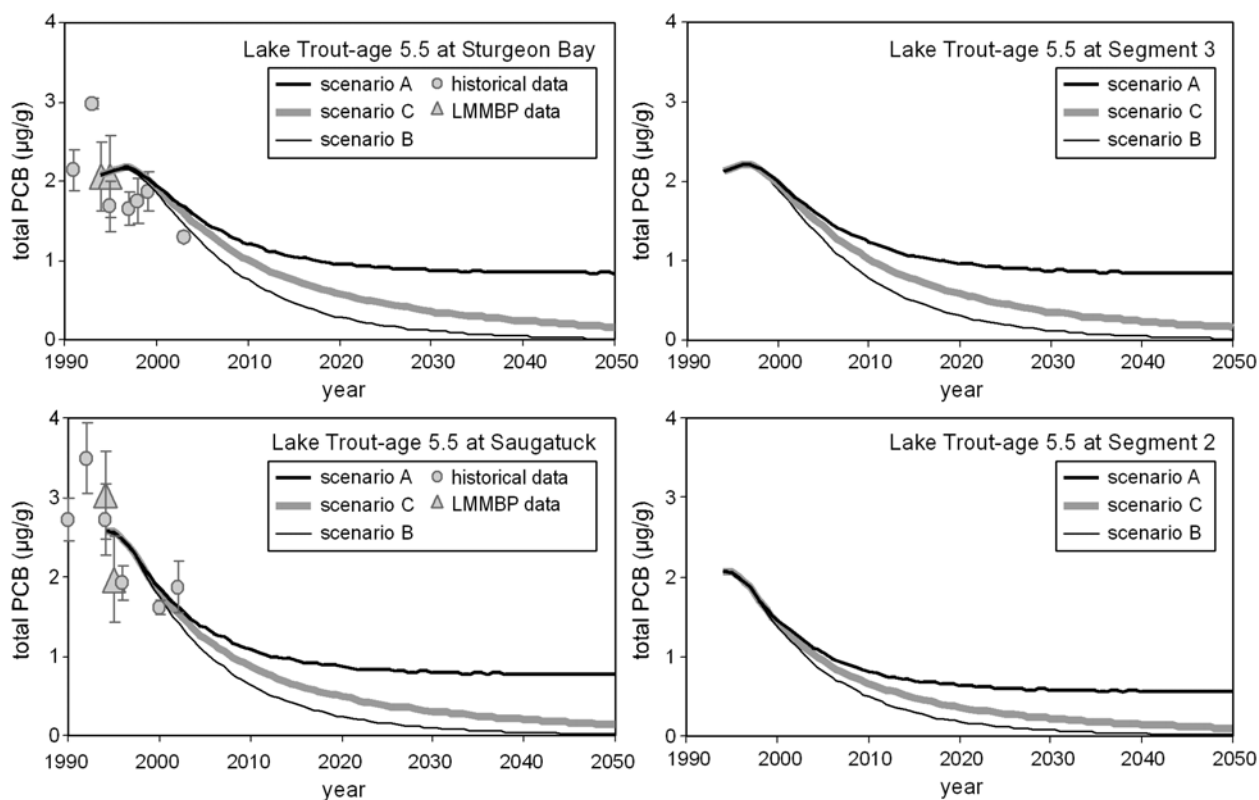 Lake Trout-age 5.5 at Sturgeon Bay
scenario A
scenario C
scenario B
historical data
LMMBP data
total PCB (µg/g)
4
3
2
1
0
1990 2000 2010 2020 2030 2040 2050
year
Lake Trout-age 5.5 at Segment 3
scenario A
scenario C
scenario B
total PCB (µg/g)
4
3
2
1
0
1990 2000 2010 2020 2030 2040 2050
year
Lake Trout-age 5.5 at Saugatuck
scenario A
scenario C
scenario B
historical data
LMMBP data
total PCB (µg/g)
4
3
2
1
0
1990 2000 2010 2020 2030 2040 2050
year
Lake Trout-age 5.5 at Segment 2
scenario A
scenario C
scenario B
total PCB (µg/g)
4
3
2
1
0
1990 2000 2010 2020 2030 2040 2050
year